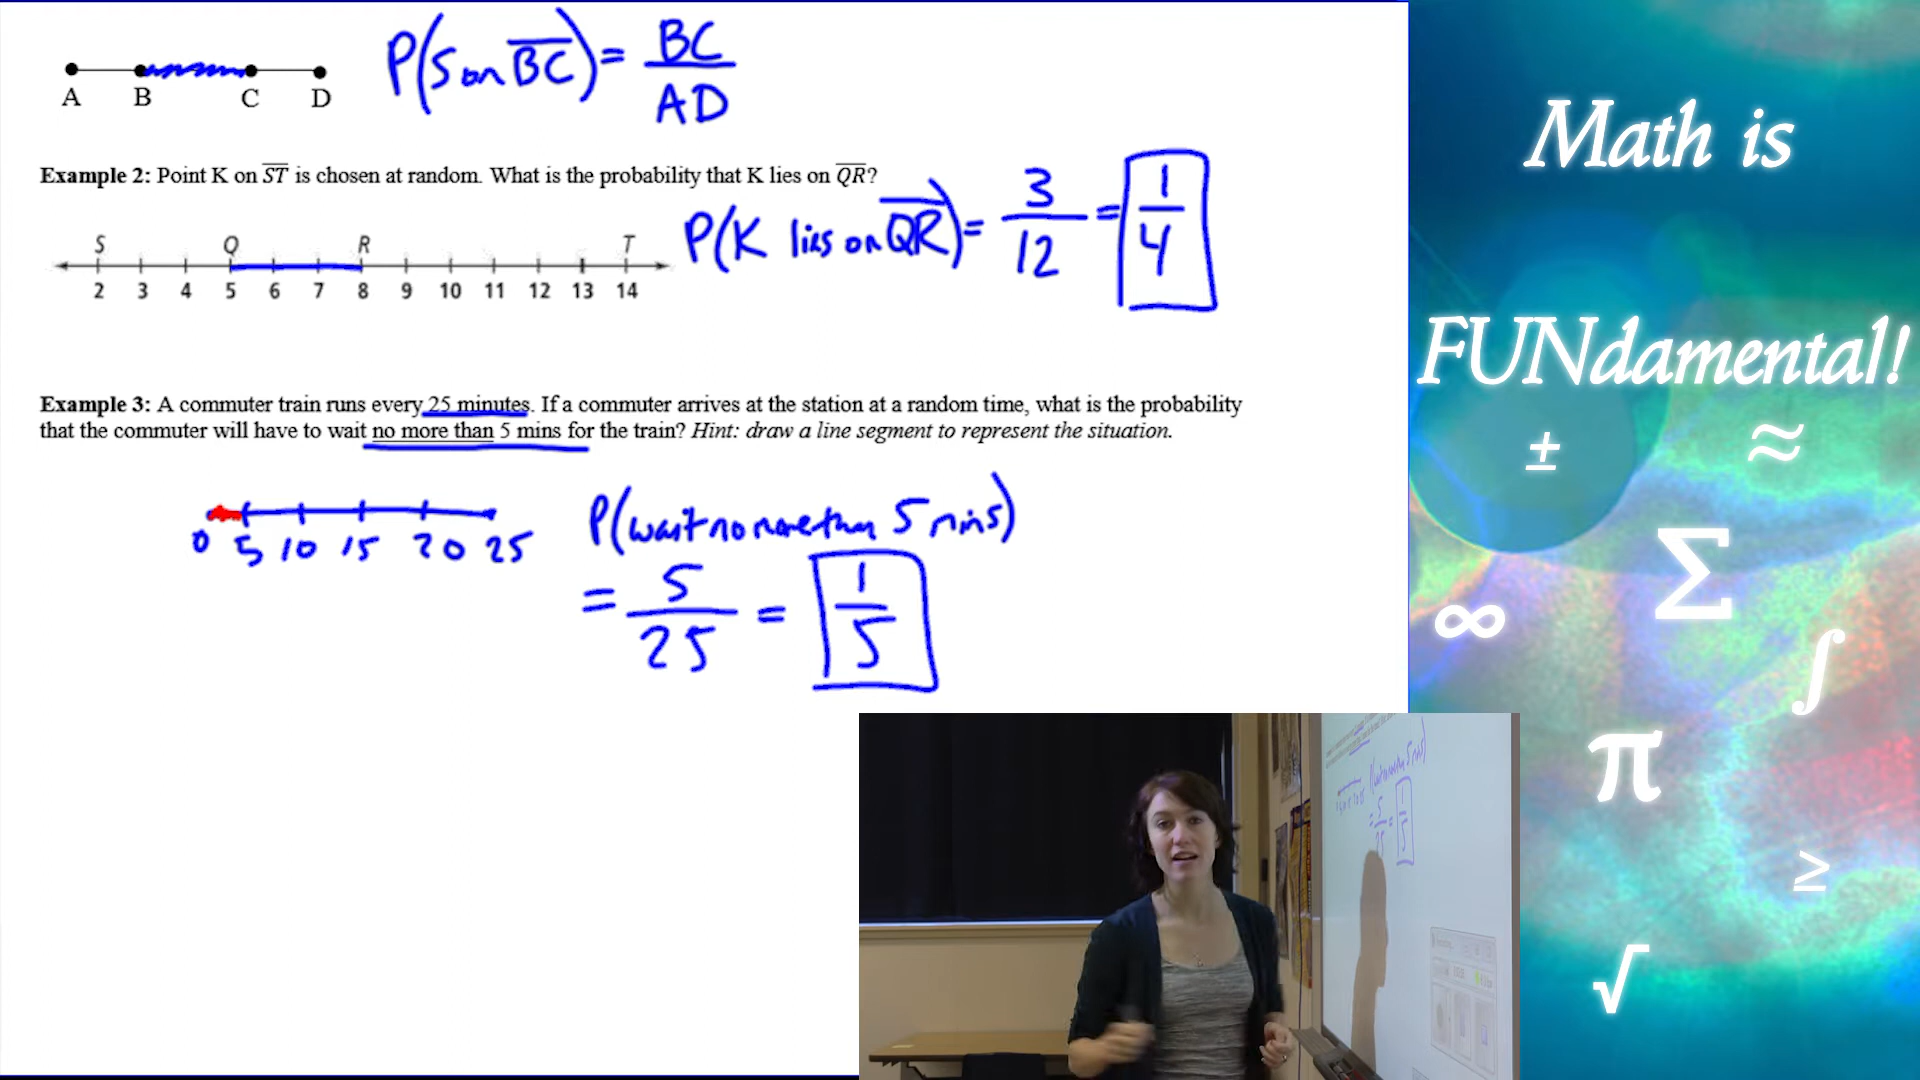 P(S on BC) = BC/AD
A B C D
Example 2: Point K on ST is chosen at random. What is the probability that K lies on QR?
P(K lies on QR) = 3/12 = 1/4
S Q R T
2 3 4 5 6 7 8 9 10 11 12 13 14
Example 3: A commuter train runs every 25 minutes. If a commuter arrives at the station at a random time, what is the probability
that the commuter will have to wait no more than 5 mins for the train? Hint: draw a line segment to represent the situation.
0 5 10 15 20 25
P(wait no more than 5 mins)
= 5/25 = 1/5
Math is
FUNdamental!
± ≈
∞ Σ
∫
π
≥
√